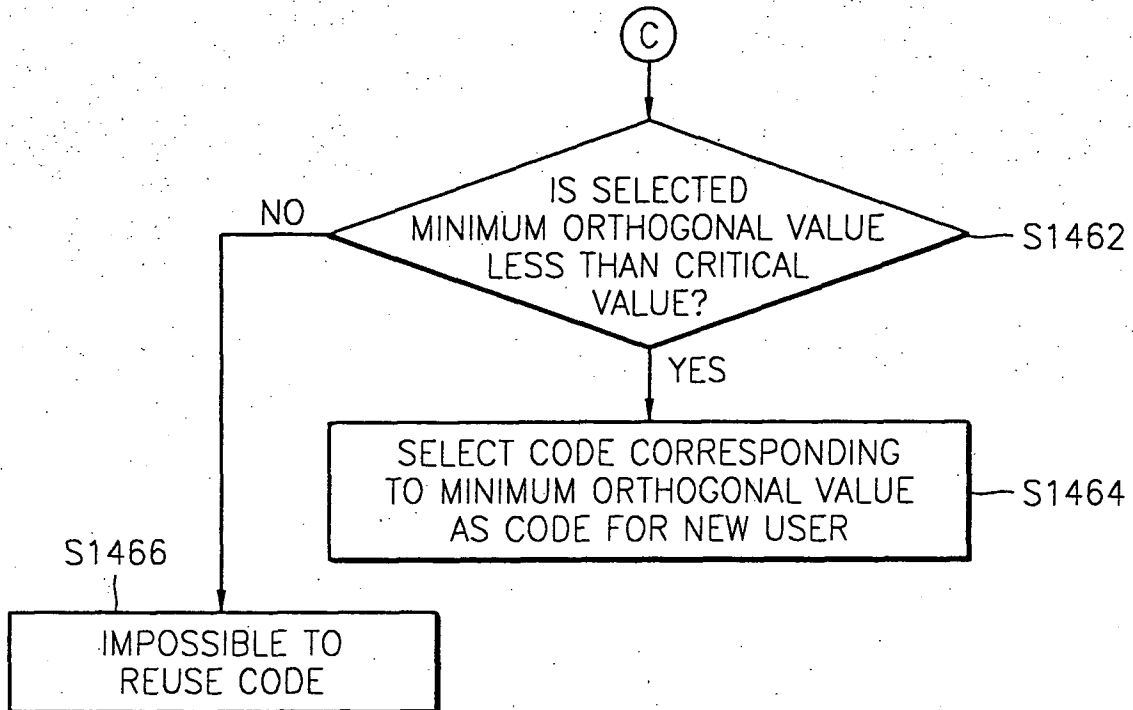 C
IS SELECTED
MINIMUM ORTHOGONAL VALUE
LESS THAN CRITICAL
VALUE?
NO
S1462
YES
SELECT CODE CORRESPONDING
TO MINIMUM ORTHOGONAL VALUE
AS CODE FOR NEW USER
S1464
S1466
IMPOSSIBLE TO
REUSE CODE